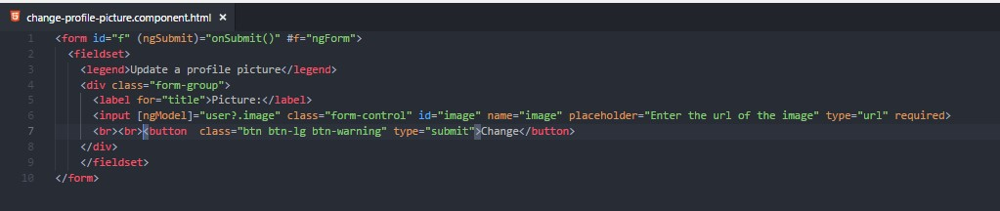 change-profile-picture.component.html ×
1 <form id="f" (ngSubmit)="onSubmit()" #f="ngForm">
2 <fieldset>
3 <legend>Update a profile picture</legend>
4 <div class="form-group">
5 <label for="title">Picture:</label>
6 <input [ngModel]="user?.image" class="form-control" id="image" name="image" placeholder="Enter the url of the image" type="url" required>
7 <br><br><button  class="btn btn-lg btn-warning" type="submit">Change</button>
8 </div>
9 </fieldset>
10 </form>